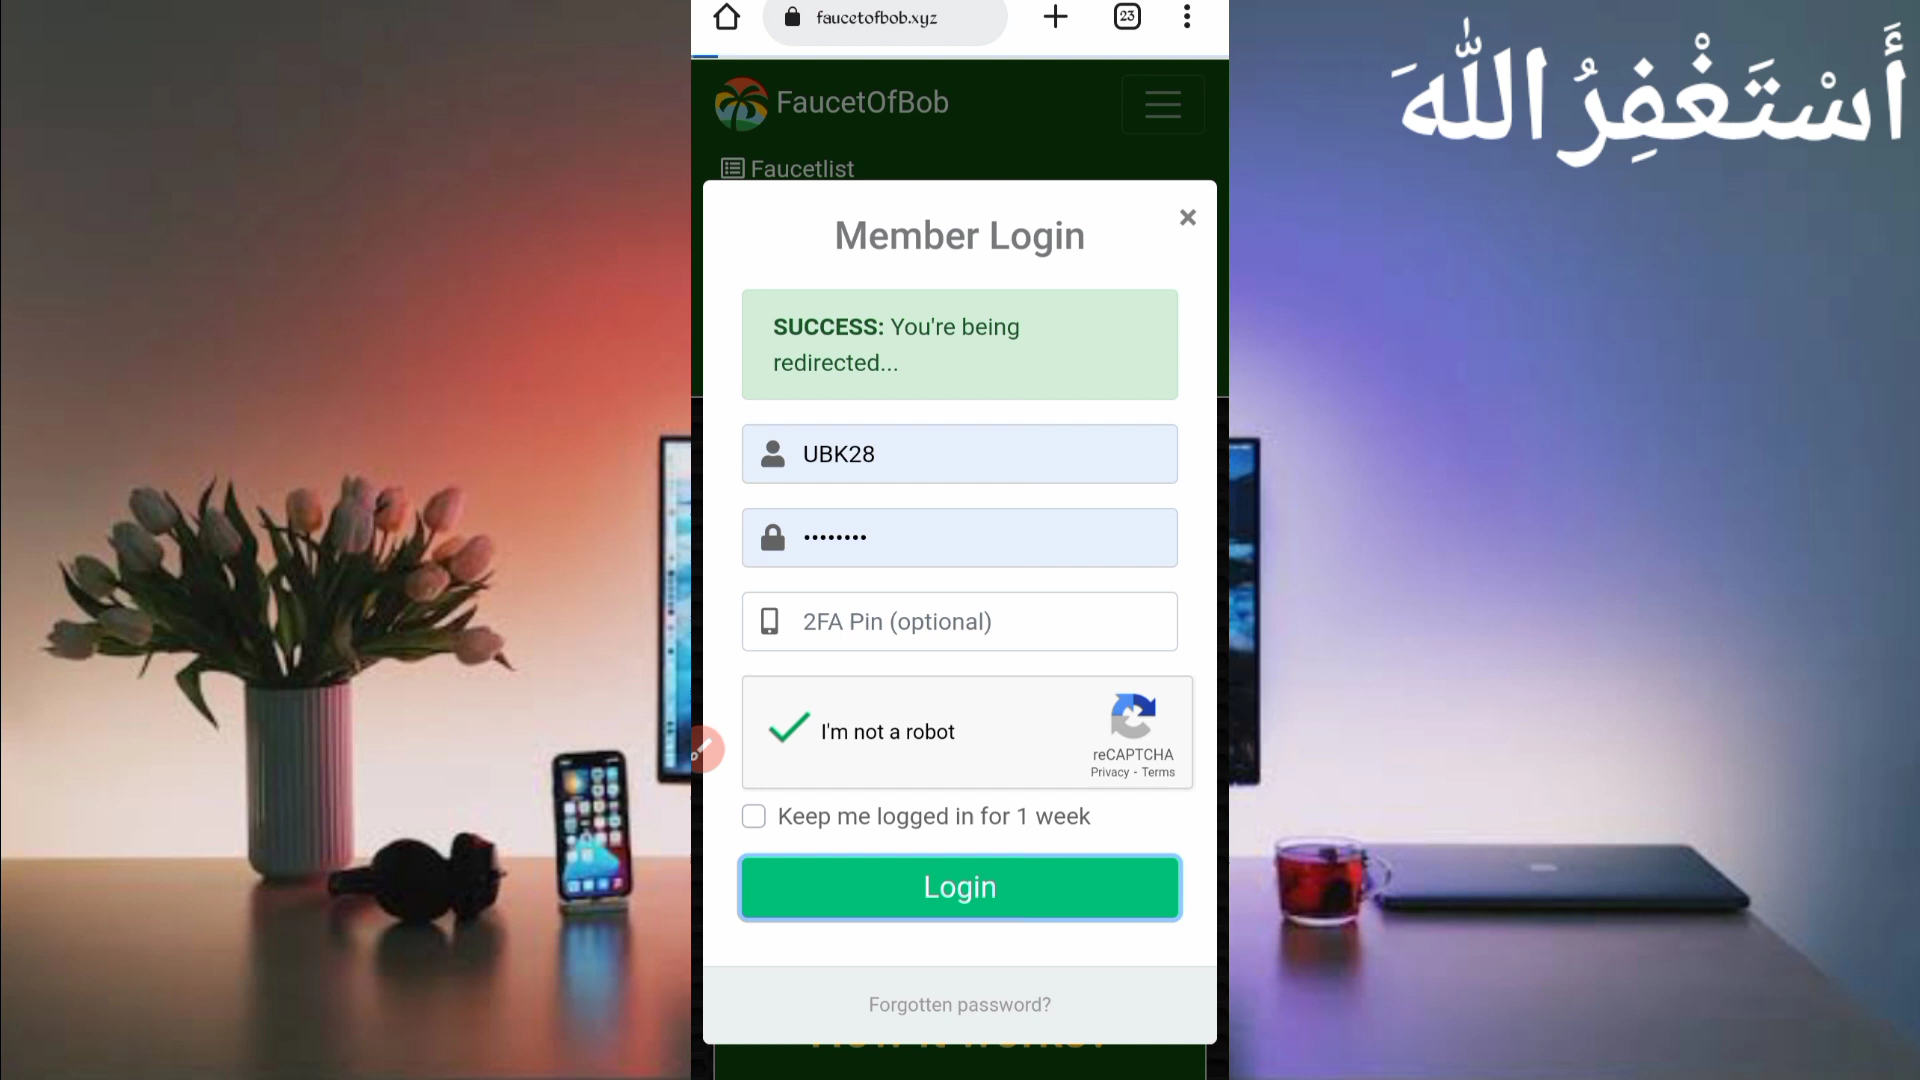 faucetofbob.xyz
23
أَسْتَغْفِرُ اللّٰهَ
FaucetOfBob
Faucetlist
Member Login
×
SUCCESS: You're being
redirected...
UBK28
••••••••
2FA Pin (optional)
I'm not a robot
reCAPTCHA
Privacy - Terms
Keep me logged in for 1 week
Login
Forgotten password?